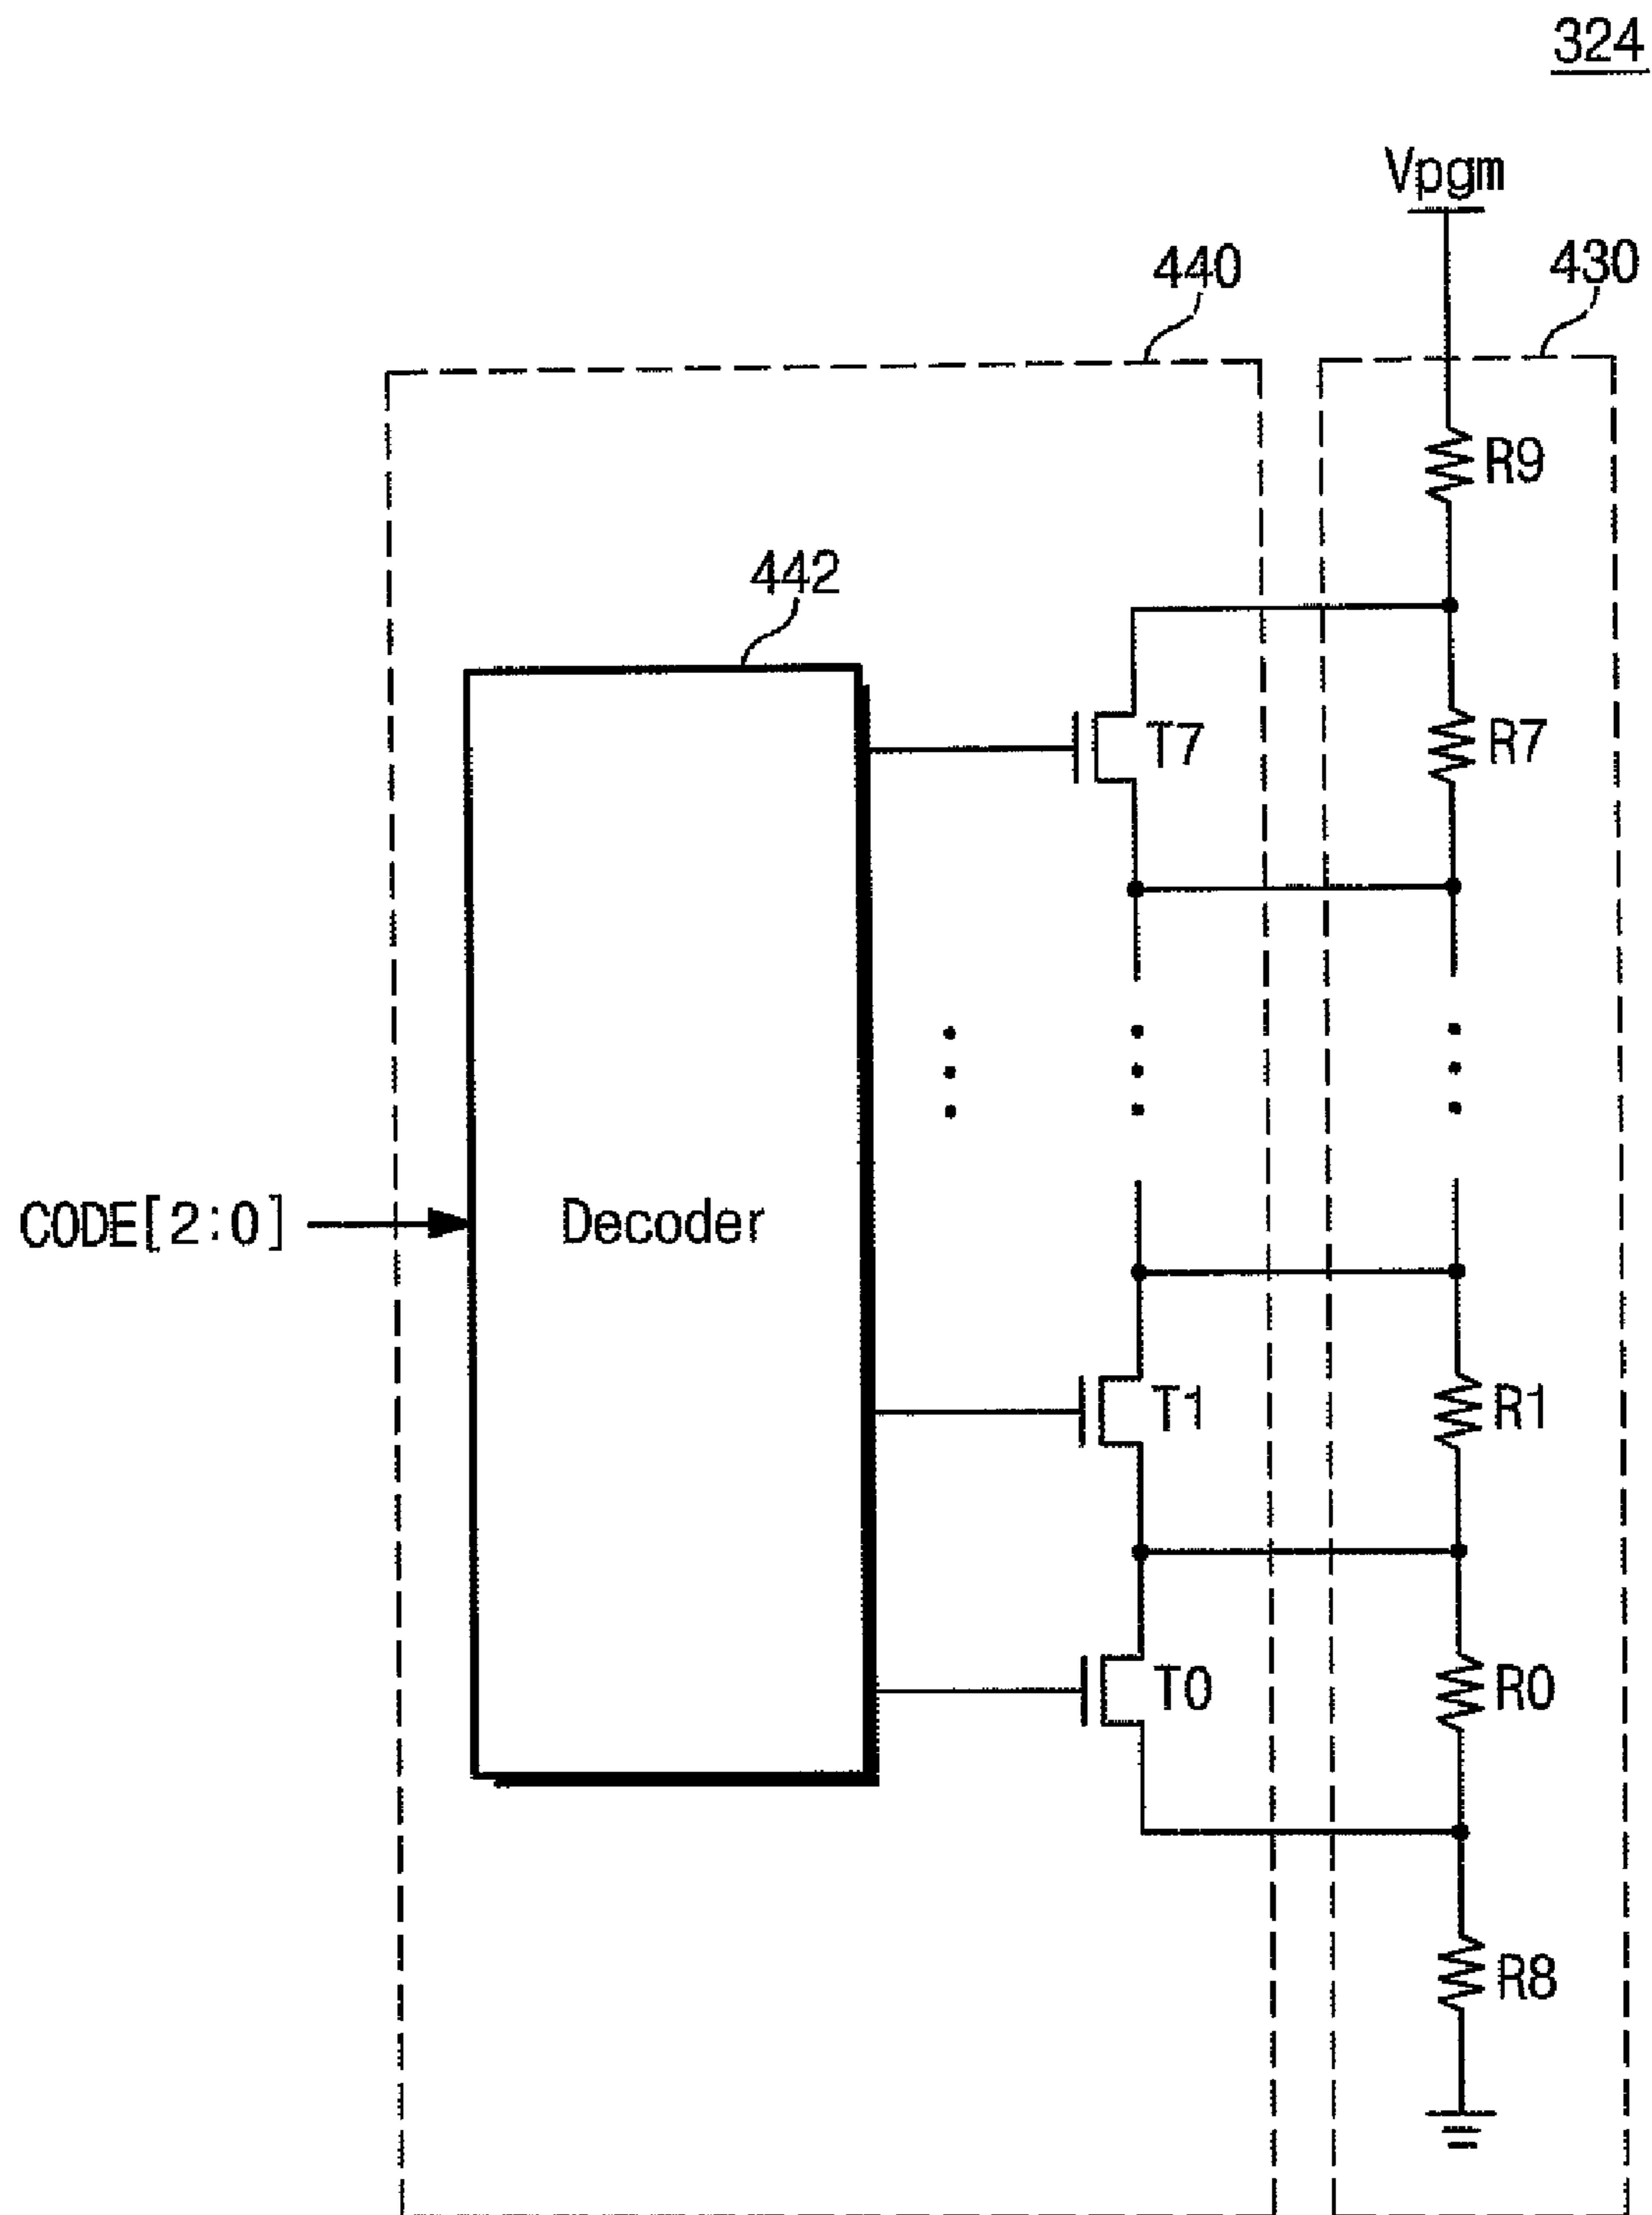 324
Vpgm
440
430
R9
442
T7
R7
CODE[2:0]
Decoder
T1
R1
T0
R0
R8